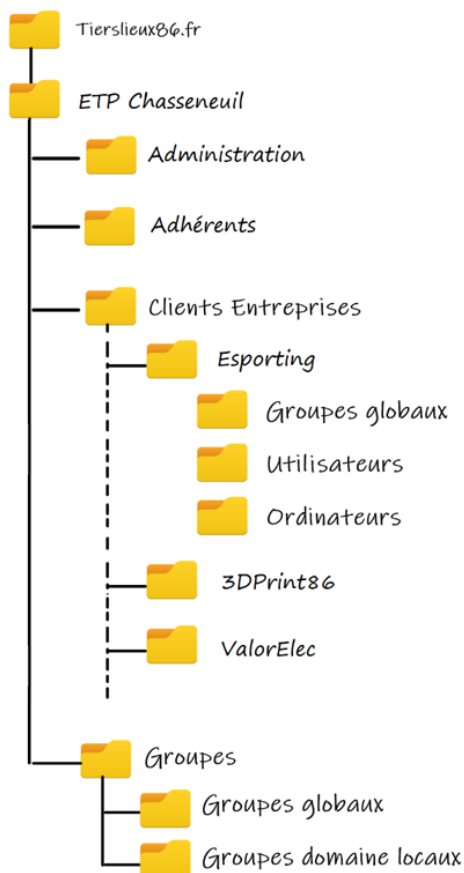 Tierslieux86.fr
ETP Chasseneuil
Administration
Adhérents
Clients Entreprises
Esporting
Groupes globaux
Utilisateurs
Ordinateurs
3DPrint86
ValorElec
Groupes
Groupes globaux
Groupes domaine locaux